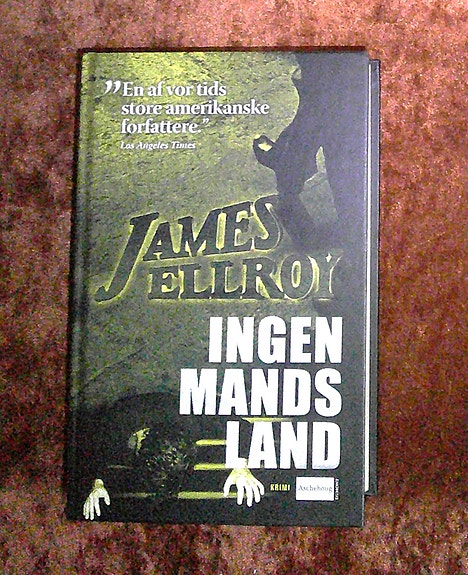 ”En af vor tids
store amerikanske
forfattere.”
Los Angeles Times
JAMES
ELLROY
INGEN
MANDS
LAND
KRIMI
Aschehoug